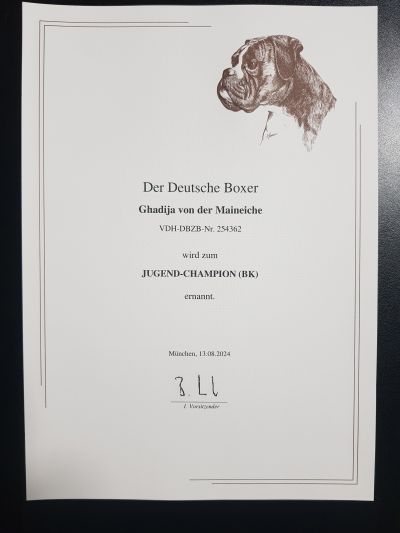 Der Deutsche Boxer
Ghadija von der Maineiche
VDH-DBZB-Nr. 254362
wird zum
JUGEND-CHAMPION (BK)
ernannt.
München, 13.08.2024
1. Vorsitzender